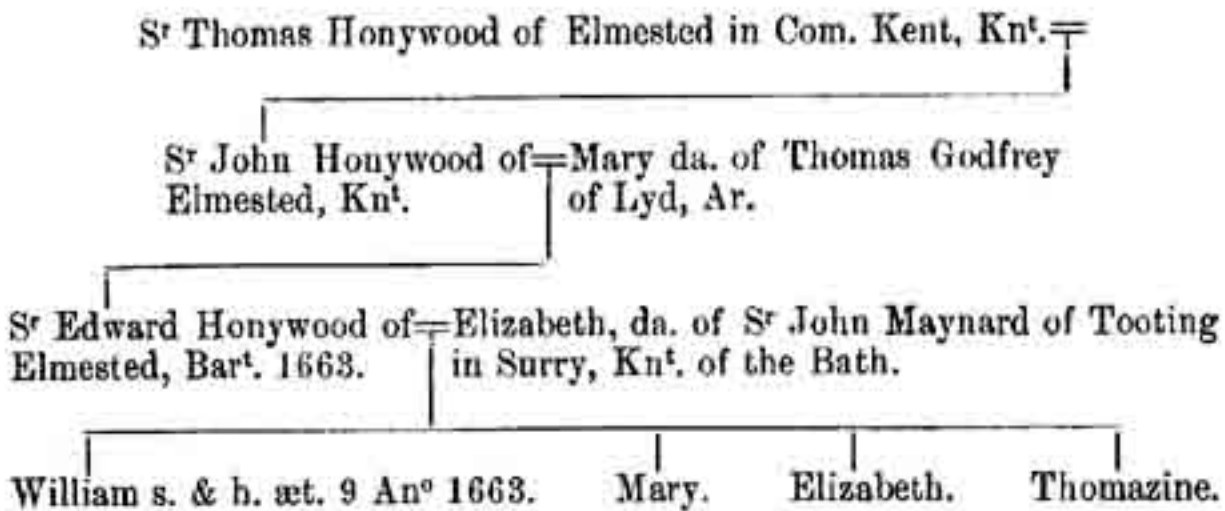 Sʳ Thomas Honywood of Elmested in Com. Kent, Knᵗ.
Sʳ John Honywood of=Mary da. of Thomas Godfrey
Elmested, Knᵗ. of Lyd, Ar.
Sʳ Edward Honywood of=Elizabeth, da. of Sʳ John Maynard of Tooting
Elmested, Barᵗ. 1663. in Surry, Knᵗ. of the Bath.
William s. & h. æt. 9 Anº 1663. Mary. Elizabeth. Thomazine.